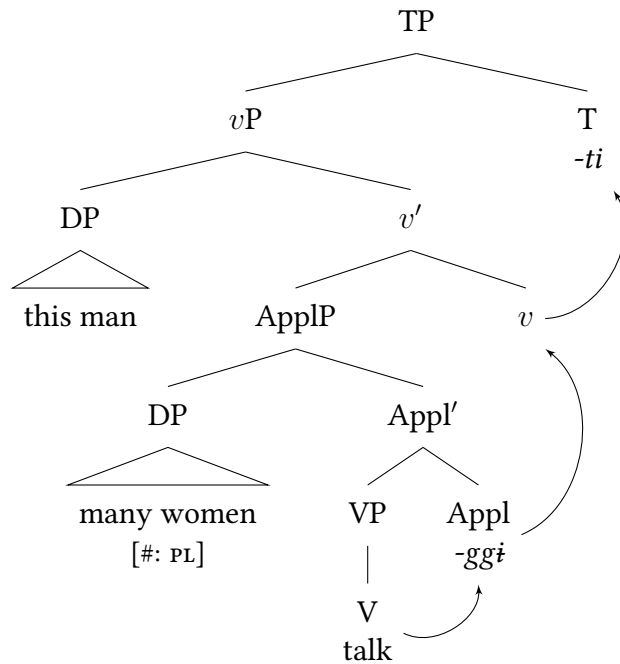 TP
vP T
-ti
DP v′
this man ApplP v
DP Appl′
many women VP Appl
[#: PL] -ggɨ
V
talk